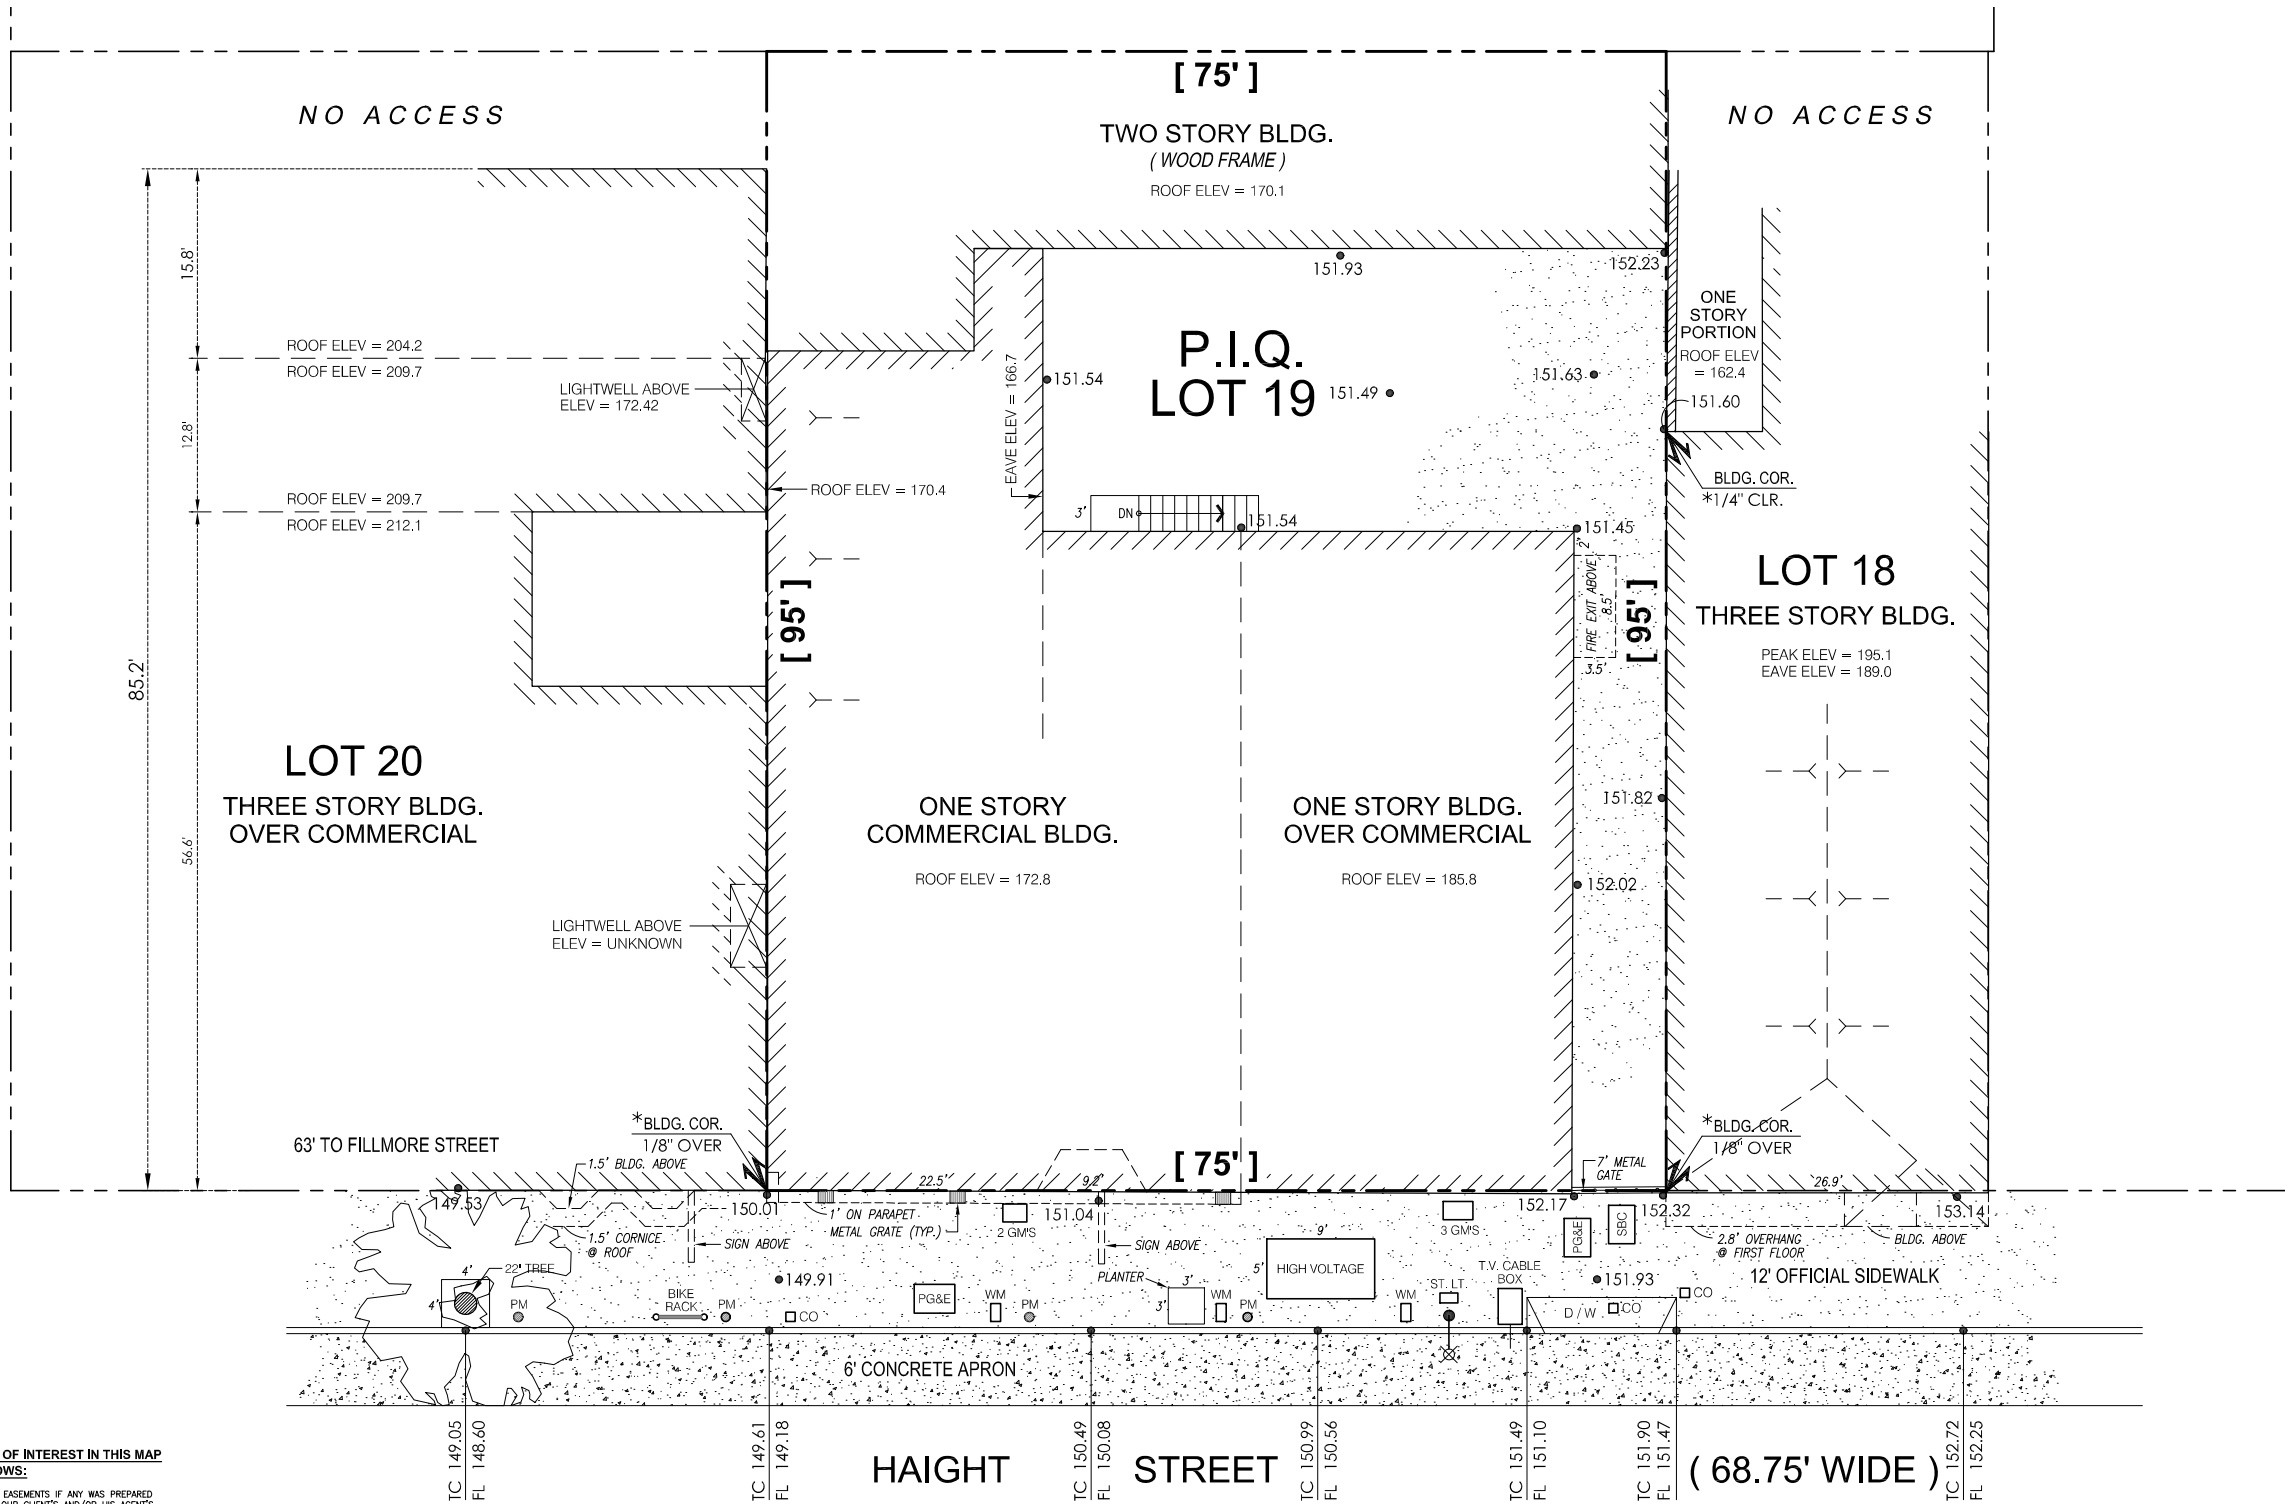 [ 75' ]
NO ACCESS
NO ACCESS
TWO STORY BLDG.
( WOOD FRAME )
ROOF ELEV = 170.1
15.8'
151.93
152.23
ONE
STORY
PORTION
ROOF ELEV
= 162.4
P.I.Q.
LOT 19
ROOF ELEV = 204.2
ROOF ELEV = 209.7
LIGHTWELL ABOVE
ELEV = 172.42
EAVE ELEV = 166.7
151.54
151.49
151.63
151.60
12.8'
BLDG. COR.
*1/4" CLR.
ROOF ELEV = 209.7
ROOF ELEV = 212.1
ROOF ELEV = 170.4
3'
DN
151.54
151.45
2'
FIRE EXIT ABOVE
8.5'
3.5'
[ 95' ]
[ 95' ]
LOT 18
THREE STORY BLDG.
PEAK ELEV = 195.1
EAVE ELEV = 189.0
85.2'
LOT 20
THREE STORY BLDG.
OVER COMMERCIAL
56.6'
ONE STORY
COMMERCIAL BLDG.
ROOF ELEV = 172.8
ONE STORY BLDG.
OVER COMMERCIAL
ROOF ELEV = 185.8
151.82
152.02
LIGHTWELL ABOVE
ELEV = UNKNOWN
63' TO FILLMORE STREET
*BLDG. COR.
1/8" OVER
*BLDG. COR.
1/8" OVER
1.5' BLDG. ABOVE
[ 75' ]
7' METAL
GATE
22.5'
9.2'
26.9'
149.53
150.01
1' ON PARAPET
METAL GRATE (TYP.)
2 GM'S
151.04
3 GM'S
152.17
PG&E
SBC
152.32
153.14
1.5' CORNICE
@ ROOF
SIGN ABOVE
SIGN ABOVE
2.8' OVERHANG
@ FIRST FLOOR
BLDG. ABOVE
4'
22" TREE
4'
PM
BIKE
RACK
PM
149.91
CO
PG&E
WM
PM
PLANTER
3'
3'
WM
PM
9'
5'
HIGH VOLTAGE
WM
ST. LT.
T.V. CABLE
BOX
151.93
D / W
CO
CO
12' OFFICIAL SIDEWALK
6' CONCRETE APRON
TC 149.05
FL 148.60
TC 149.61
FL 149.18
TC 150.49
FL 150.08
TC 150.99
FL 150.56
TC 151.49
FL 151.10
TC 151.90
FL 151.47
TC 152.72
FL 152.25
HAIGHT STREET ( 68.75' WIDE )
OF INTEREST IN THIS MAP
OWS:
EASEMENTS IF ANY WAS PREPARED
OUR CLIENT'S AND/OR HIS AGENT'S